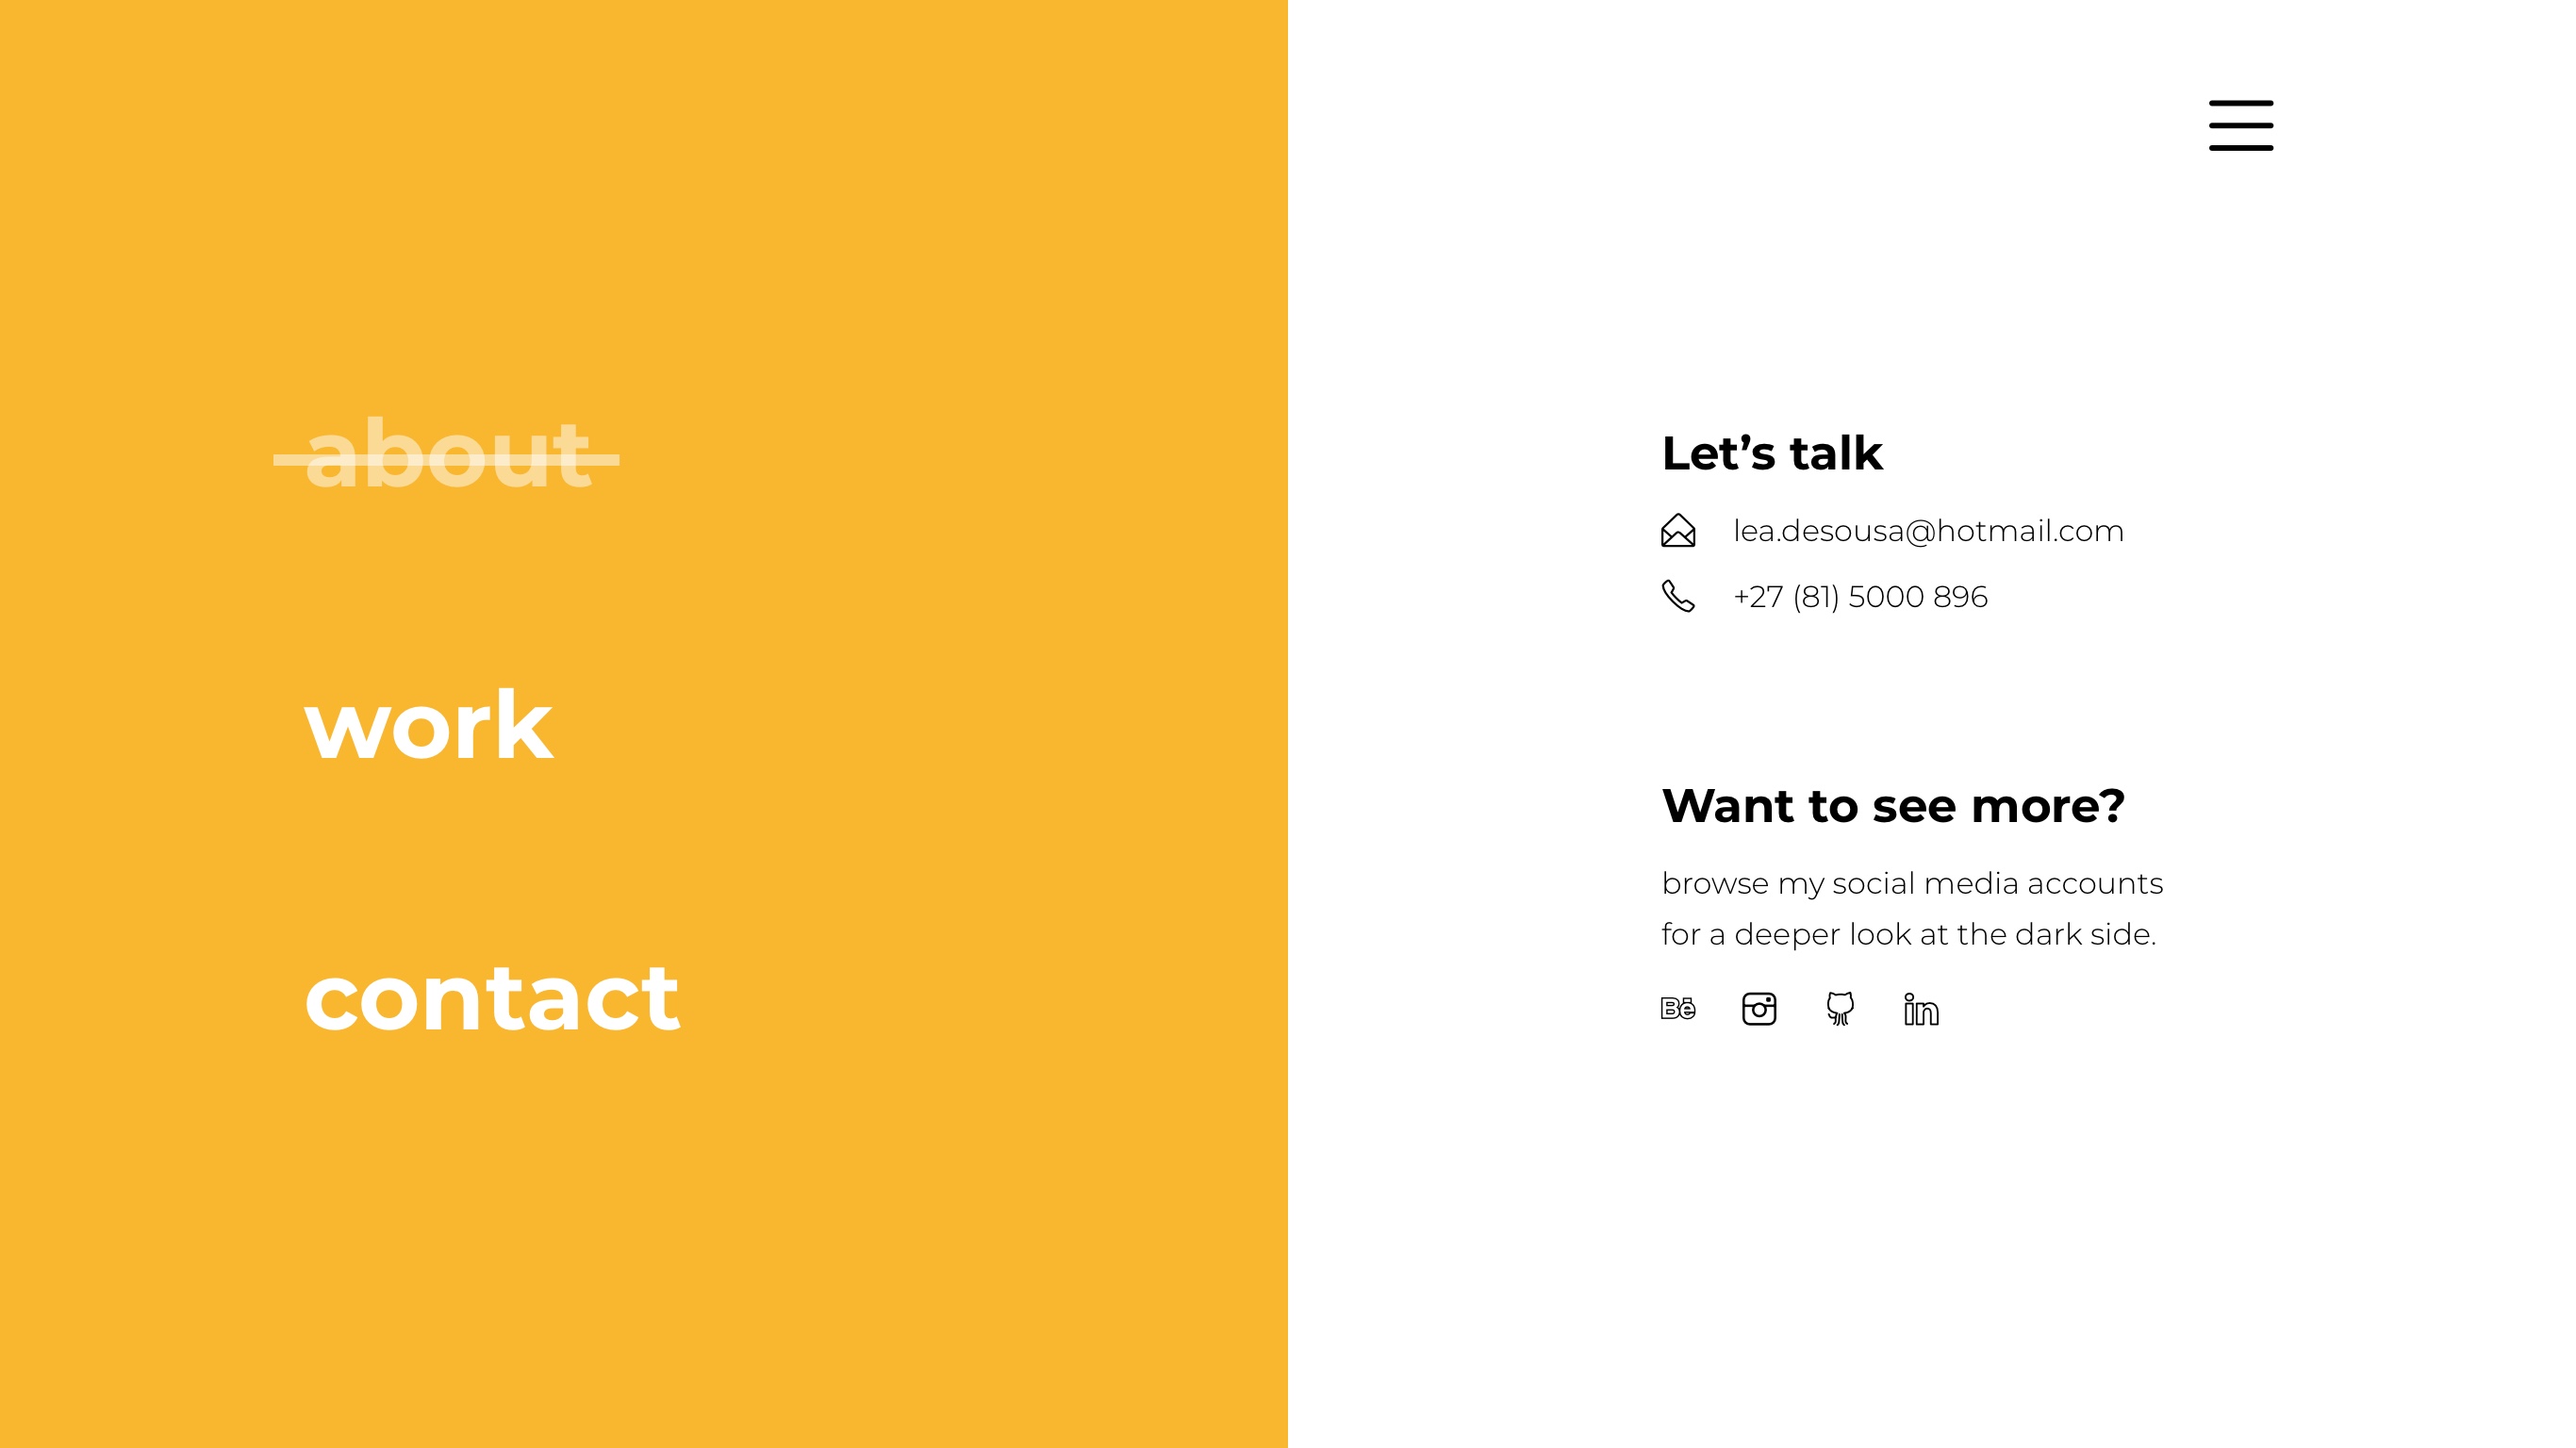 about
work
contact
Let’s talk
lea.desousa@hotmail.com
+27 (81) 5000 896
Want to see more?
browse my social media accounts
for a deeper look at the dark side.
Bē in